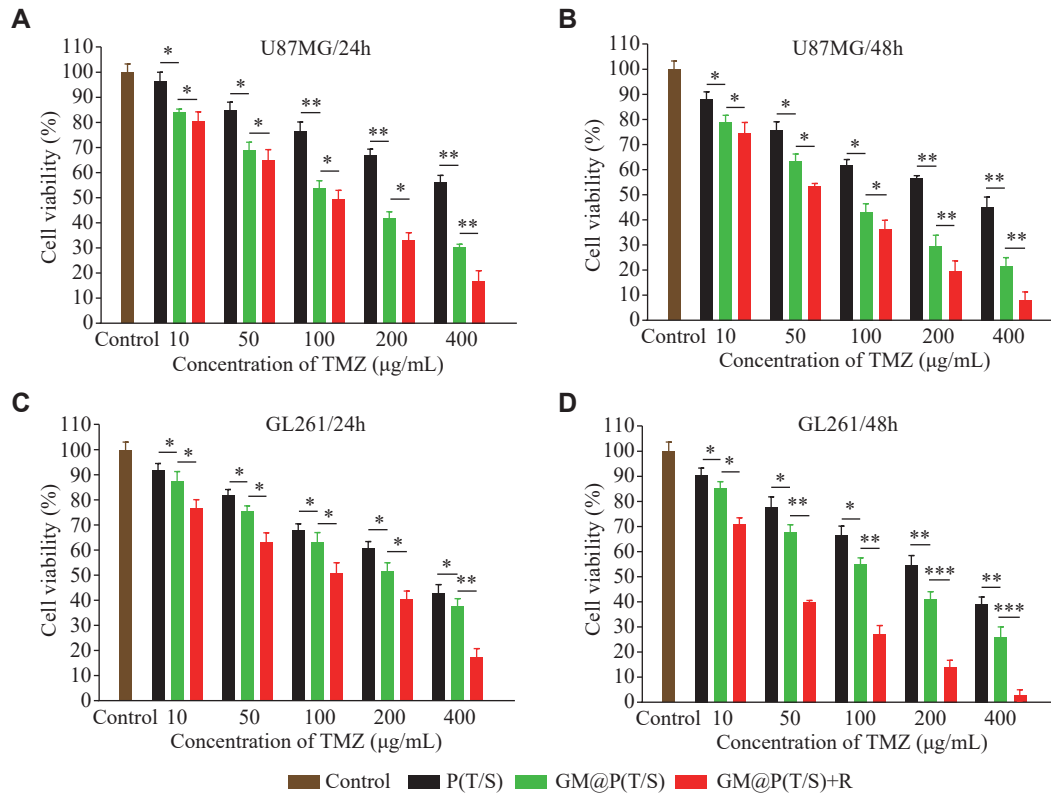 A
U87MG/24h
Cell viability (%)
110
100
90
80
70
60
50
40
30
20
10
0
* * * * ** * ** * ** **
Control 10 50 100 200 400
Concentration of TMZ (μg/mL)
B
U87MG/48h
Cell viability (%)
110
100
90
80
70
60
50
40
30
20
10
0
* * * * * * ** ** ** **
Control 10 50 100 200 400
Concentration of TMZ (μg/mL)
C
GL261/24h
Cell viability (%)
110
100
90
80
70
60
50
40
30
20
10
0
* * * * * * * * * **
Control 10 50 100 200 400
Concentration of TMZ (μg/mL)
D
GL261/48h
Cell viability (%)
110
100
90
80
70
60
50
40
30
20
10
0
* * * ** * ** ** *** ** ***
Control 10 50 100 200 400
Concentration of TMZ (μg/mL)
Control P(T/S) GM@P(T/S) GM@P(T/S)+R